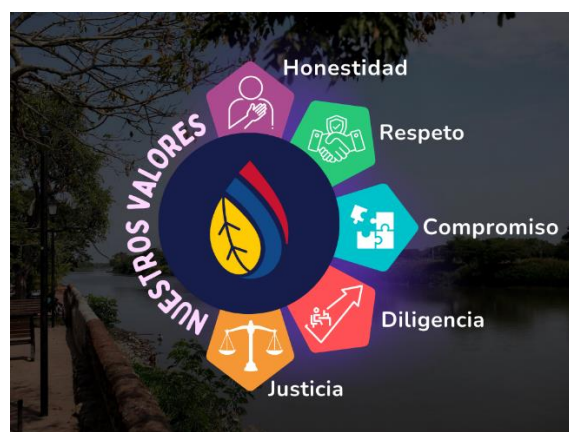 NUESTROS VALORES
Honestidad
Respeto
Compromiso
Diligencia
Justicia